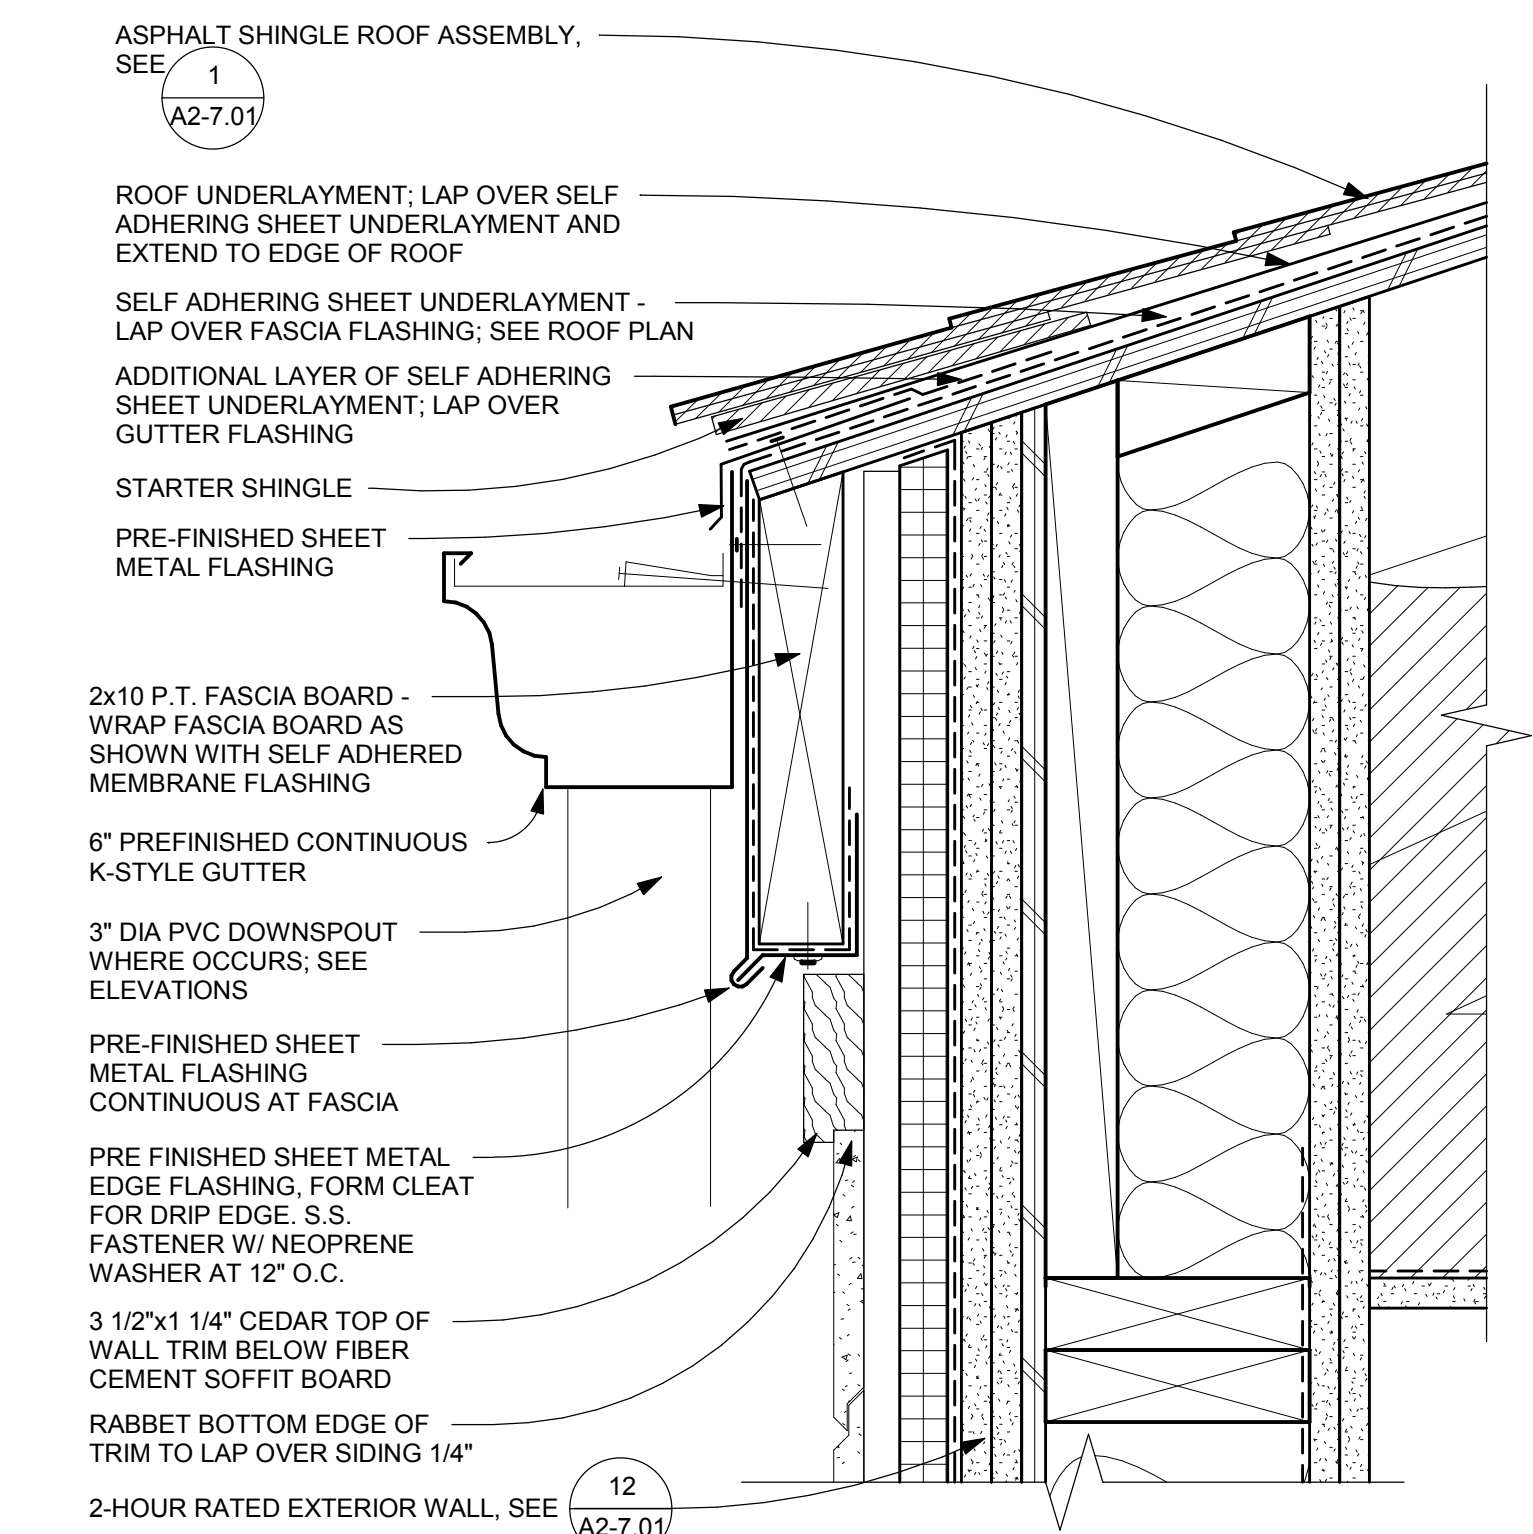 ASPHALT SHINGLE ROOF ASSEMBLY,
SEE
1
A2-7.01
ROOF UNDERLAYMENT; LAP OVER SELF
ADHERING SHEET UNDERLAYMENT AND
EXTEND TO EDGE OF ROOF
SELF ADHERING SHEET UNDERLAYMENT -
LAP OVER FASCIA FLASHING; SEE ROOF PLAN
ADDITIONAL LAYER OF SELF ADHERING
SHEET UNDERLAYMENT; LAP OVER
GUTTER FLASHING
STARTER SHINGLE
PRE-FINISHED SHEET
METAL FLASHING
2x10 P.T. FASCIA BOARD -
WRAP FASCIA BOARD AS
SHOWN WITH SELF ADHERED
MEMBRANE FLASHING
6" PREFINISHED CONTINUOUS
K-STYLE GUTTER
3" DIA PVC DOWNSPOUT
WHERE OCCURS; SEE
ELEVATIONS
PRE-FINISHED SHEET
METAL FLASHING
CONTINUOUS AT FASCIA
PRE FINISHED SHEET METAL
EDGE FLASHING, FORM CLEAT
FOR DRIP EDGE. S.S.
FASTENER W/ NEOPRENE
WASHER AT 12" O.C.
3 1/2"x1 1/4" CEDAR TOP OF
WALL TRIM BELOW FIBER
CEMENT SOFFIT BOARD
RABBET BOTTOM EDGE OF
TRIM TO LAP OVER SIDING 1/4"
2-HOUR RATED EXTERIOR WALL, SEE
12
A2-7.01